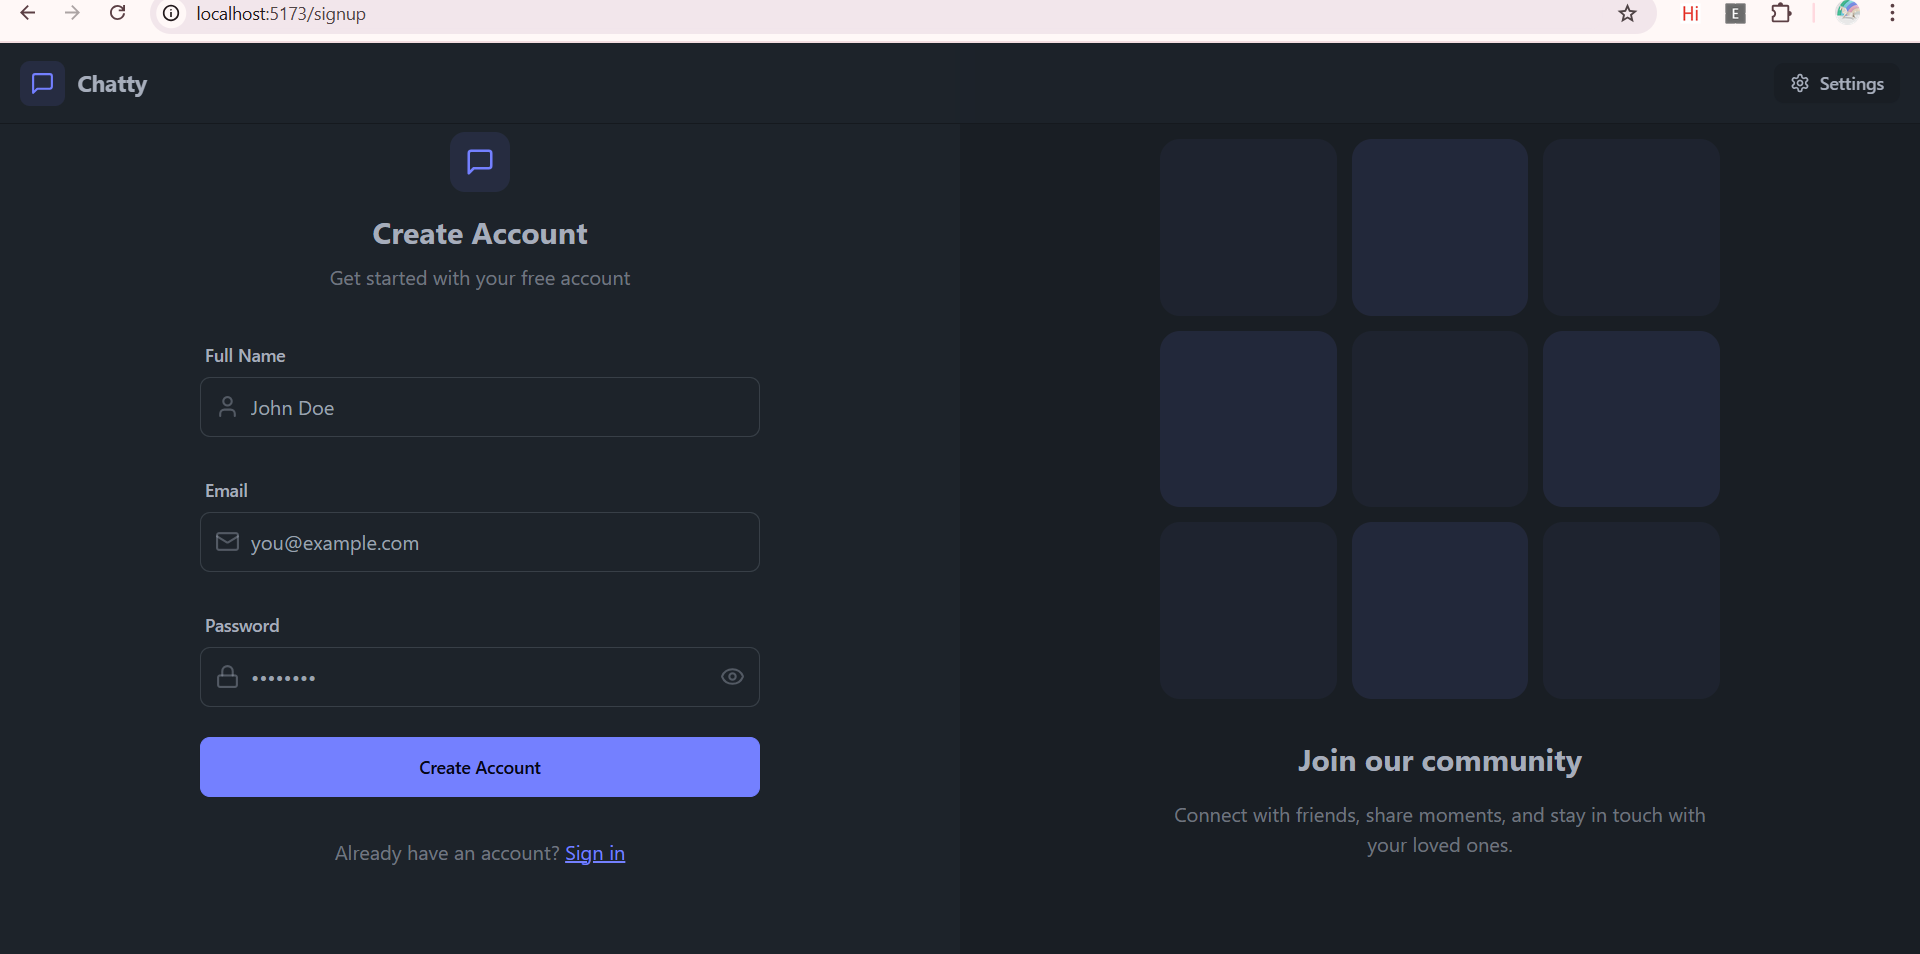 localhost:5173/signup
Hi
E
Chatty
Settings
Create Account
Get started with your free account
Full Name
John Doe
Email
you@example.com
Password
••••••••
Create Account
Already have an account? Sign in
Join our community
Connect with friends, share moments, and stay in touch with
your loved ones.